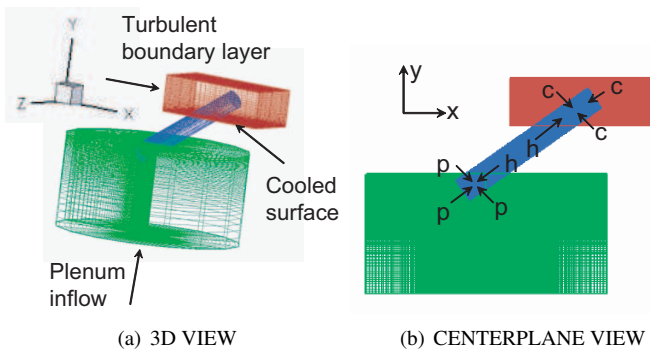 Turbulent
boundary layer
Y
Z
X
Cooled
surface
Plenum
inflow
(a) 3D VIEW
y
x
c
c
c
h
h
p
p
p
(b) CENTERPLANE VIEW